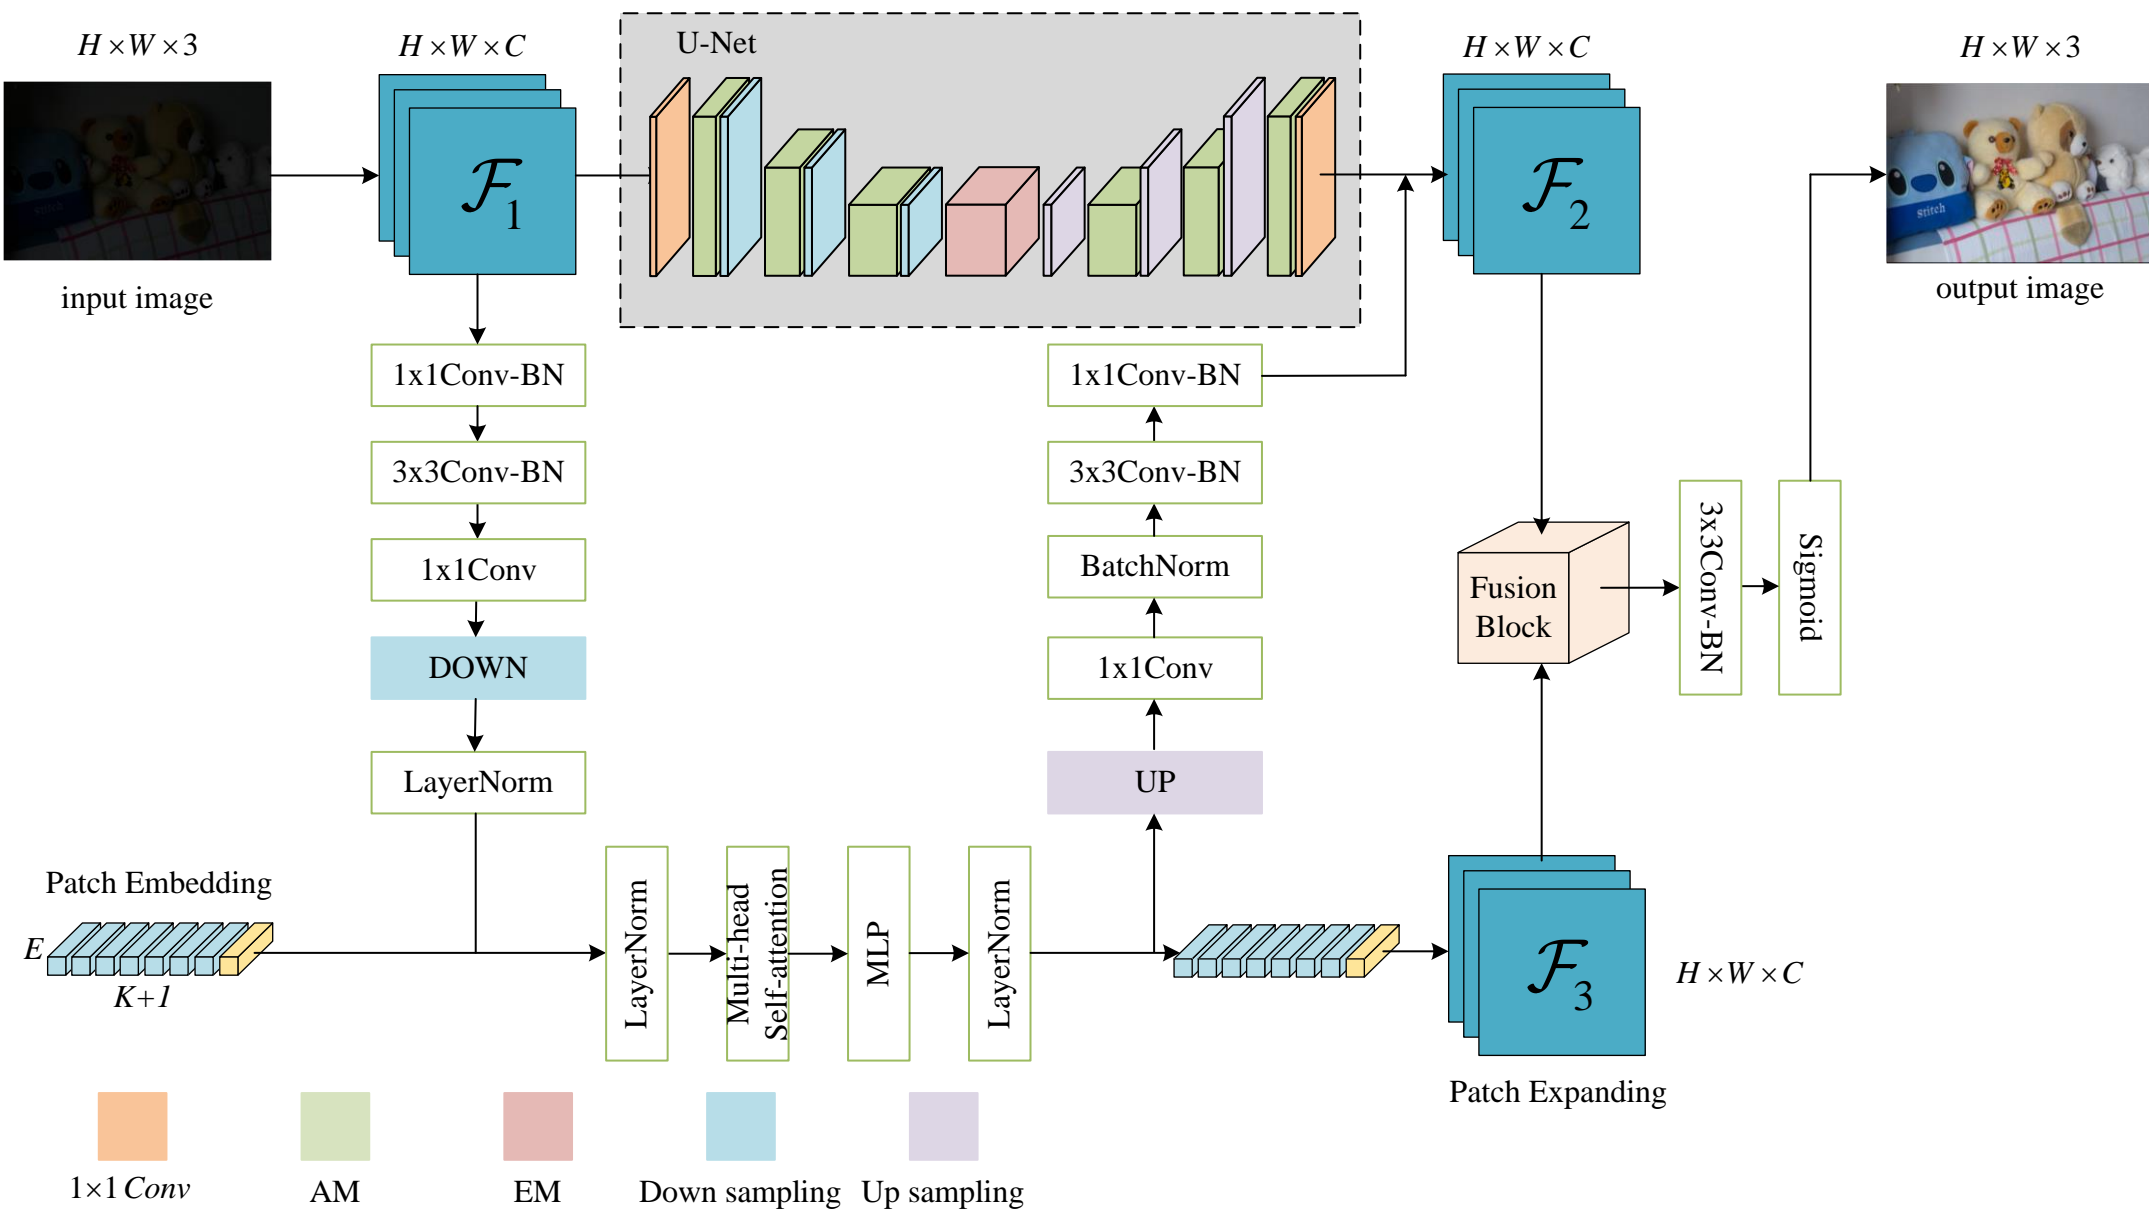 H×W×3
H×W×C
U-Net
H×W×C
H×W×3
ℱ1
ℱ2
stitch
stitch
input image
output image
1x1Conv-BN
3x3Conv-BN
1x1Conv
DOWN
LayerNorm
1x1Conv-BN
3x3Conv-BN
BatchNorm
1x1Conv
UP
Fusion
Block
3x3Conv-BN
Sigmoid
Patch Embedding
E
K+1
LayerNorm
Multi-head
Self-attention
MLP
LayerNorm
ℱ3
H×W×C
Patch Expanding
1×1 Conv
AM
EM
Down sampling
Up sampling